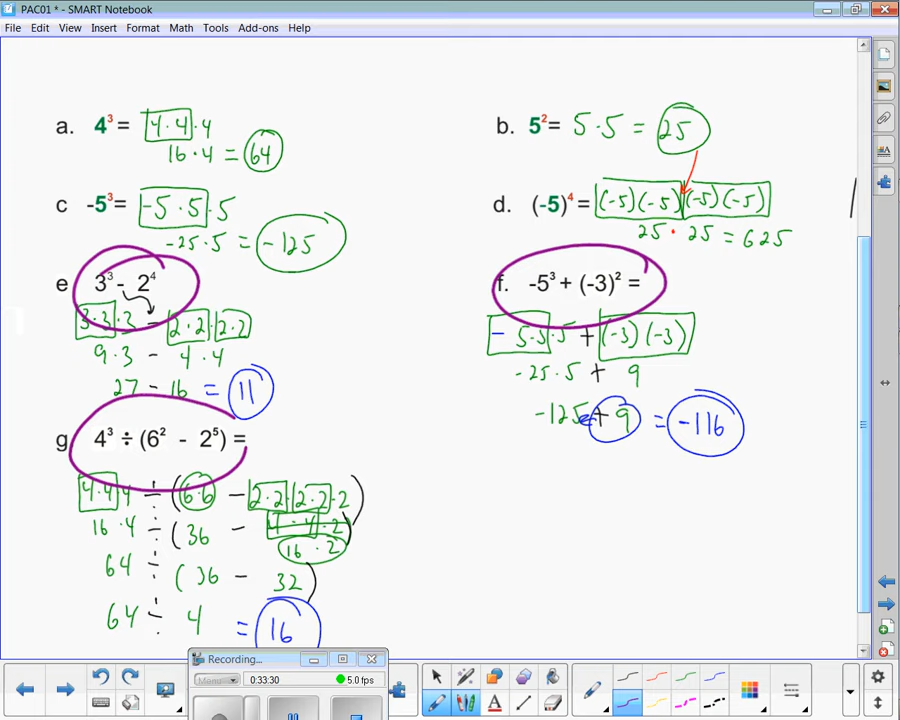 PAC01 * - SMART Notebook
File Edit View Insert Format Math Tools Add-ons Help
a. 4³ = 4·4·4
16·4 = 64
b. 5² = 5·5 = 25
c -5³ = -5·5·5
-25·5 = -125
d. (-5)⁴ = (-5)(-5)(-5)(-5)
25·25 = 625
e 3³ - 2⁴
3·3·3 - 2·2·2·2
9·3 - 4·4
27 - 16 = 11
f. -5³ + (-3)² =
- 5·5·5 + (-3)(-3)
-25·5 + 9
-125 + 9 = -116
g 4³ ÷ (6² - 2⁵) =
4·4·4 ÷ (6·6 - 2·2·2·2·2)
16·4 ÷ (36 - 4·4·2)
16·2
64 ÷ (36 - 32)
64 ÷ 4 = 16
Recording...
Menu
0:33:30
5.0 fps
A